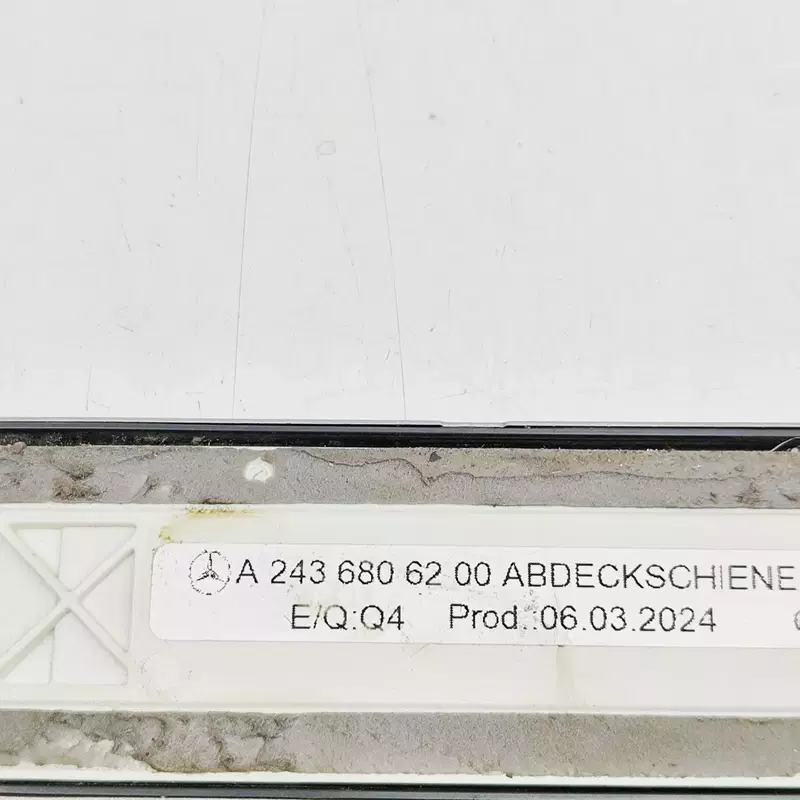 A 243 680 62 00 ABDECKSCHIENE
E/Q:Q4 Prod.:06.03.2024